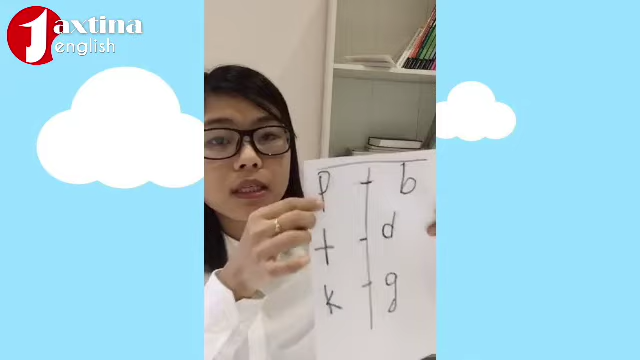 Jaxtina
english
p - b
t - d
k - g